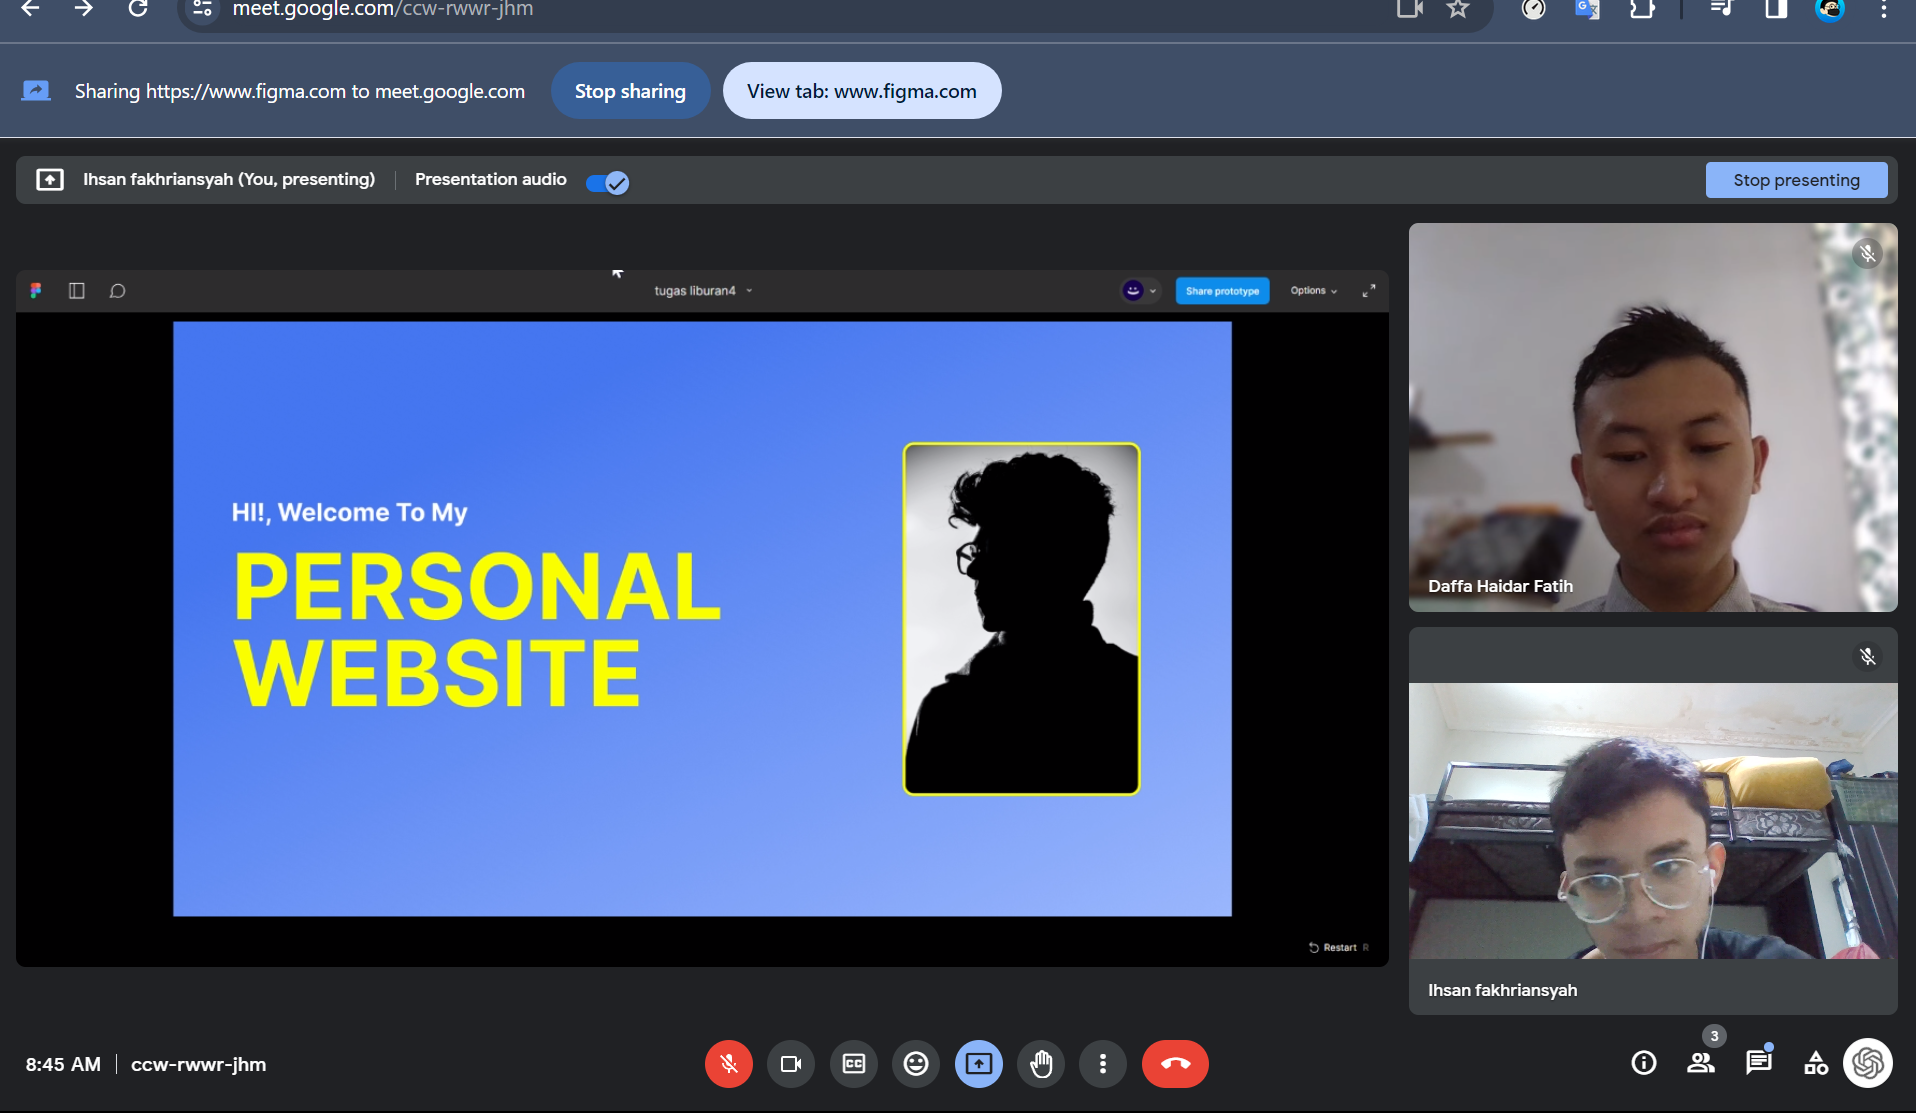 meet.google.com/ccw-rwwr-jhm
Sharing https://www.figma.com to meet.google.com
Stop sharing
View tab: www.figma.com
Ihsan fakhriansyah (You, presenting)
Presentation audio
Stop presenting
tugas liburan4
Share prototype
Options
HI!, Welcome To My
PERSONAL
WEBSITE
Restart R
Daffa Haidar Fatih
Ihsan fakhriansyah
8:45 AM
ccw-rwwr-jhm
CC
3